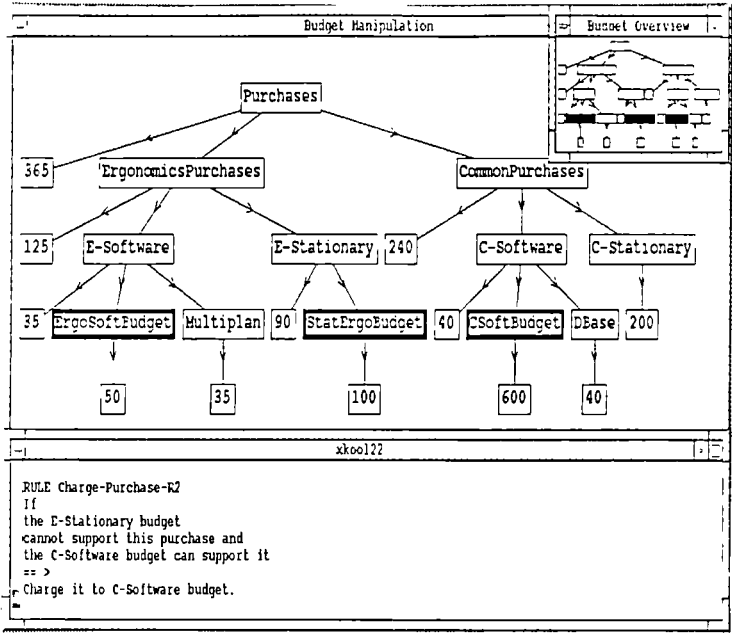 Budget Manipulation
Budget Overview
Purchases
365
ErgonomicsPurchases
CommonPurchases
125
E-Software
E-Stationary
240
C-Software
C-Stationary
35
ErgoSoftBudget
Multiplan
90
StatErgoBudget
40
CSoftBudget
DBase
200
50
35
100
600
40
xkool22
RULE Charge-Purchase-R2
If
the E-Stationary budget
cannot support this purchase and
the C-Software budget can support it
== >
Charge it to C-Software budget.